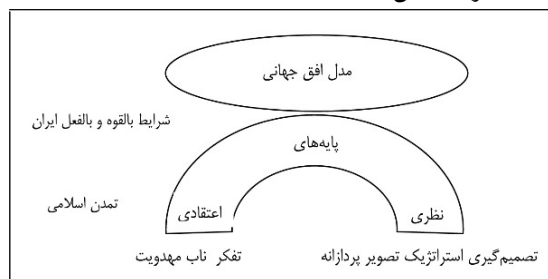 مدل افق جهانی
شرایط بالقوه و بالفعل ایران
پایه‌های
تمدن اسلامی
نظری
اعتقادی
تصمیم‌گیری استراتژیک تصویر پردازانه
تفکر ناب مهدویت